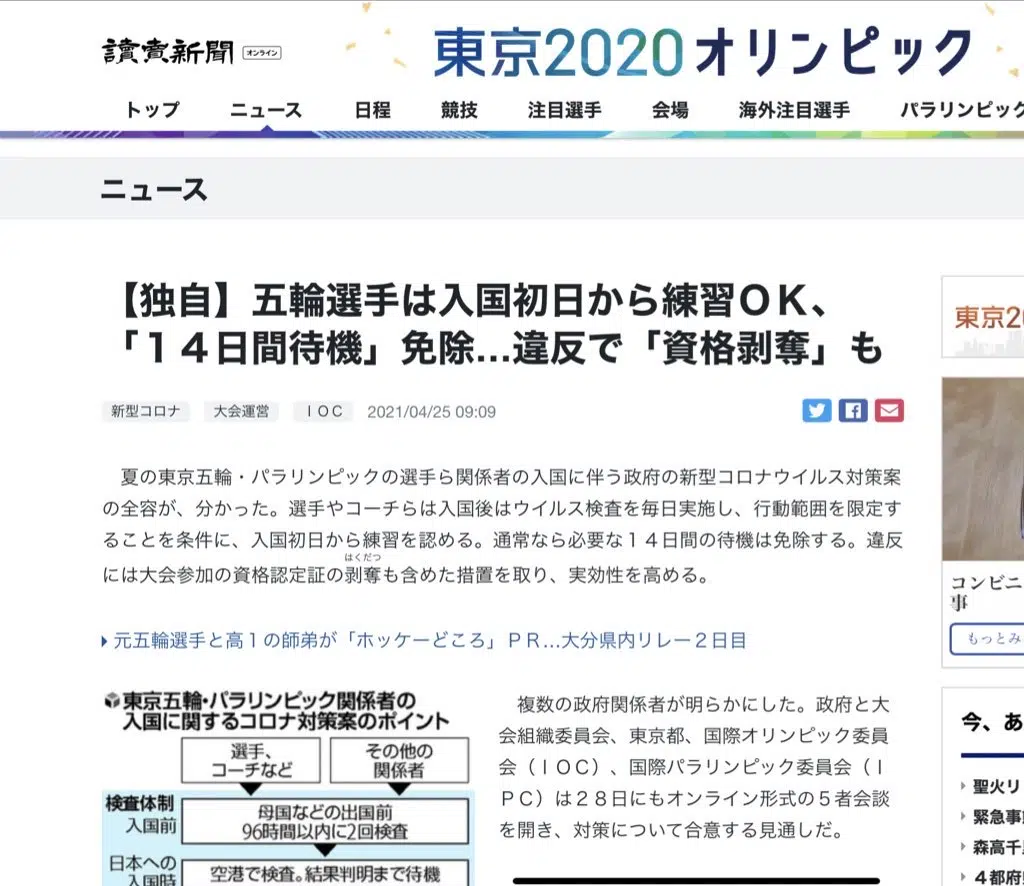 讀賣新聞 オンライン
東京2020オリンピック
トップ ニュース 日程 競技 注目選手 会場 海外注目選手 パラリンピック
ニュース
【独自】五輪選手は入国初日から練習ＯＫ、
「１４日間待機」免除…違反で「資格剥奪」も
新型コロナ 大会運営 ＩＯＣ 2021/04/25 09:09
夏の東京五輪・パラリンピックの選手ら関係者の入国に伴う政府の新型コロナウイルス対策案
の全容が、分かった。選手やコーチらは入国後はウイルス検査を毎日実施し、行動範囲を限定す
ることを条件に、入国初日から練習を認める。通常なら必要な１４日間の待機は免除する。違反
はくだつ
には大会参加の資格認定証の剥奪も含めた措置を取り、実効性を高める。
元五輪選手と高１の師弟が「ホッケーどころ」ＰＲ…大分県内リレー２日目
東京五輪・パラリンピック関係者の
入国に関するコロナ対策案のポイント
選手、
コーチなど
その他の
関係者
検査体制
入国前
母国などの出国前
96時間以内に2回検査
日本への
入国時
空港で検査。結果判明まで待機
複数の政府関係者が明らかにした。政府と大
会組織委員会、東京都、国際オリンピック委員
会（ＩＯＣ）、国際パラリンピック委員会（Ｉ
ＰＣ）は２８日にもオンライン形式の５者会談
を開き、対策について合意する見通しだ。
東京2
コンビニ
事
もっとみ
今、あ
聖火リ
緊急事
森高千
４都府